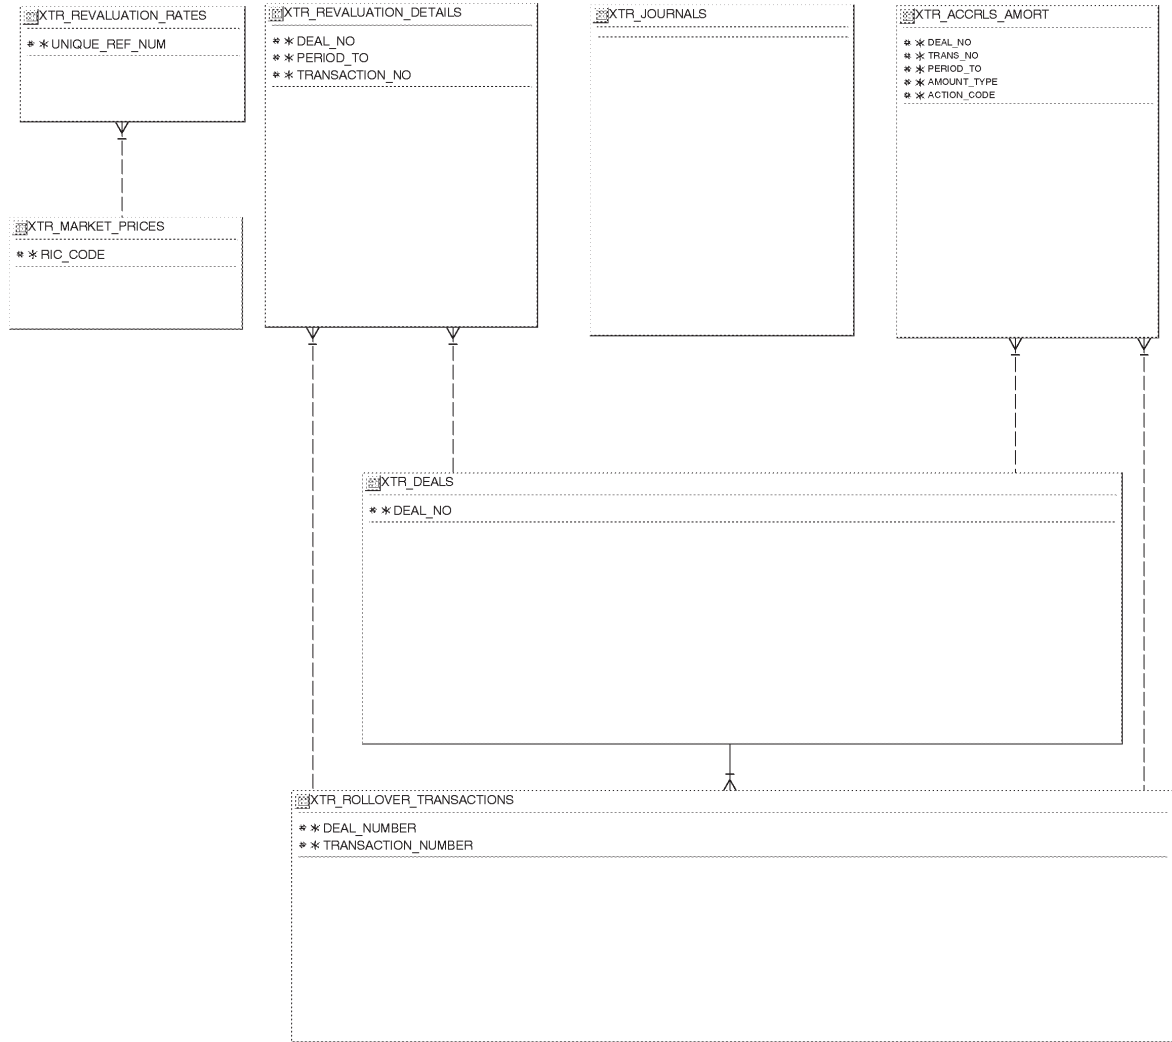 XTR_REVALUATION_RATES
* * UNIQUE_REF_NUM
XTR_MARKET_PRICES
* * RIC_CODE
XTR_REVALUATION_DETAILS
* * DEAL_NO
* * PERIOD_TO
* * TRANSACTION_NO
XTR_JOURNALS
XTR_ACCRLS_AMORT
* * DEAL_NO
* * TRANS_NO
* * PERIOD_TO
* * AMOUNT_TYPE
* * ACTION_CODE
XTR_DEALS
* * DEAL_NO
XTR_ROLLOVER_TRANSACTIONS
* * DEAL_NUMBER
* * TRANSACTION_NUMBER